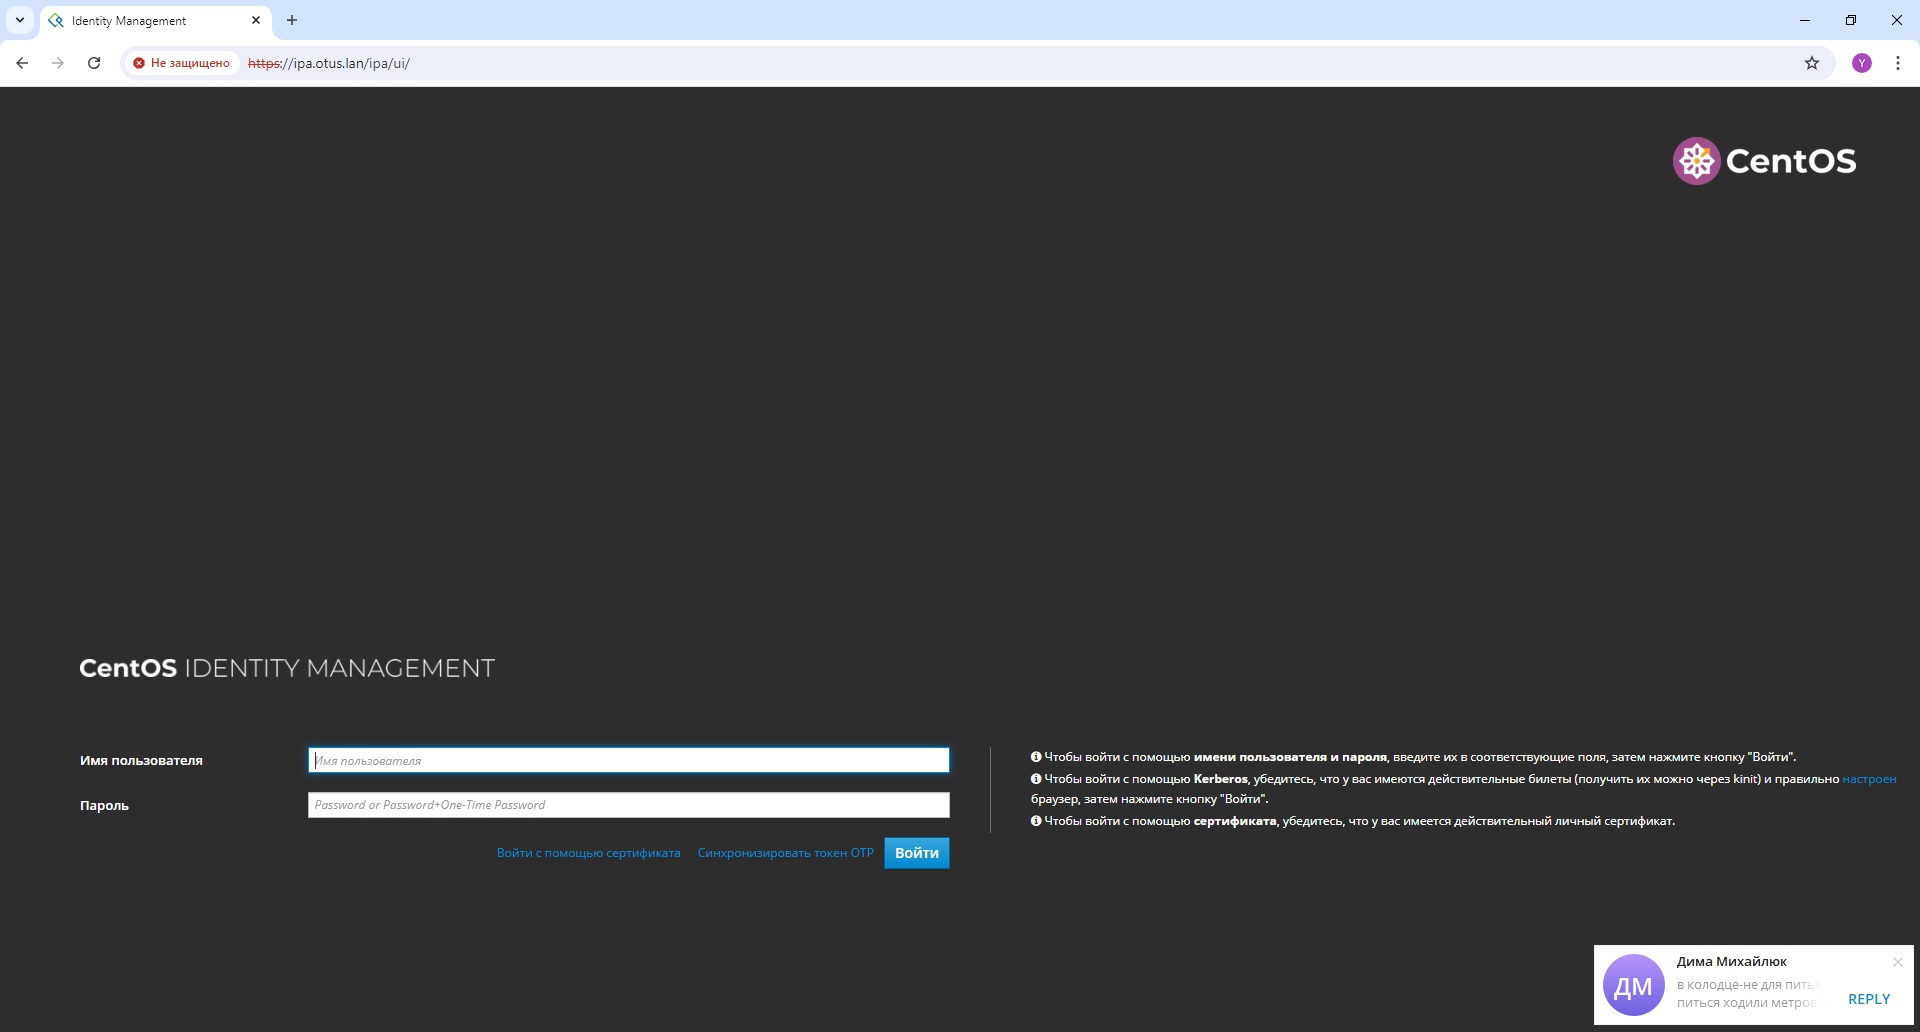 Identity Management
Не защищено https://ipa.otus.lan/ipa/ui/
Y
CentOS
CentOS IDENTITY MANAGEMENT
Имя пользователя
Имя пользователя
Пароль
Password or Password+One-Time Password
Войти с помощью сертификата Синхронизировать токен OTP Войти
Чтобы войти с помощью имени пользователя и пароля, введите их в соответствующие поля, затем нажмите кнопку "Войти".
Чтобы войти с помощью Kerberos, убедитесь, что у вас имеются действительные билеты (получить их можно через kinit) и правильно настроен
браузер, затем нажмите кнопку "Войти".
Чтобы войти с помощью сертификата, убедитесь, что у вас имеется действительный личный сертификат.
ДМ
Дима Михайлюк
в колодце-не для
питься ходили метров
REPLY